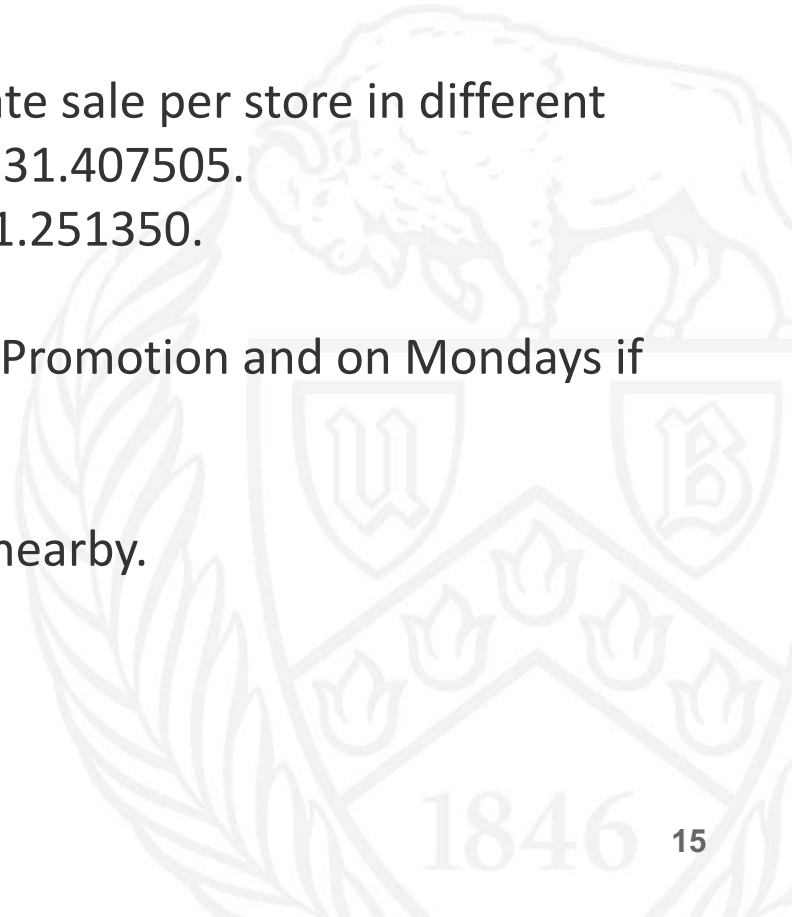 te sale per store in different
31.407505.
1.251350.
Promotion and on Mondays if
nearby.
U B
1846
15